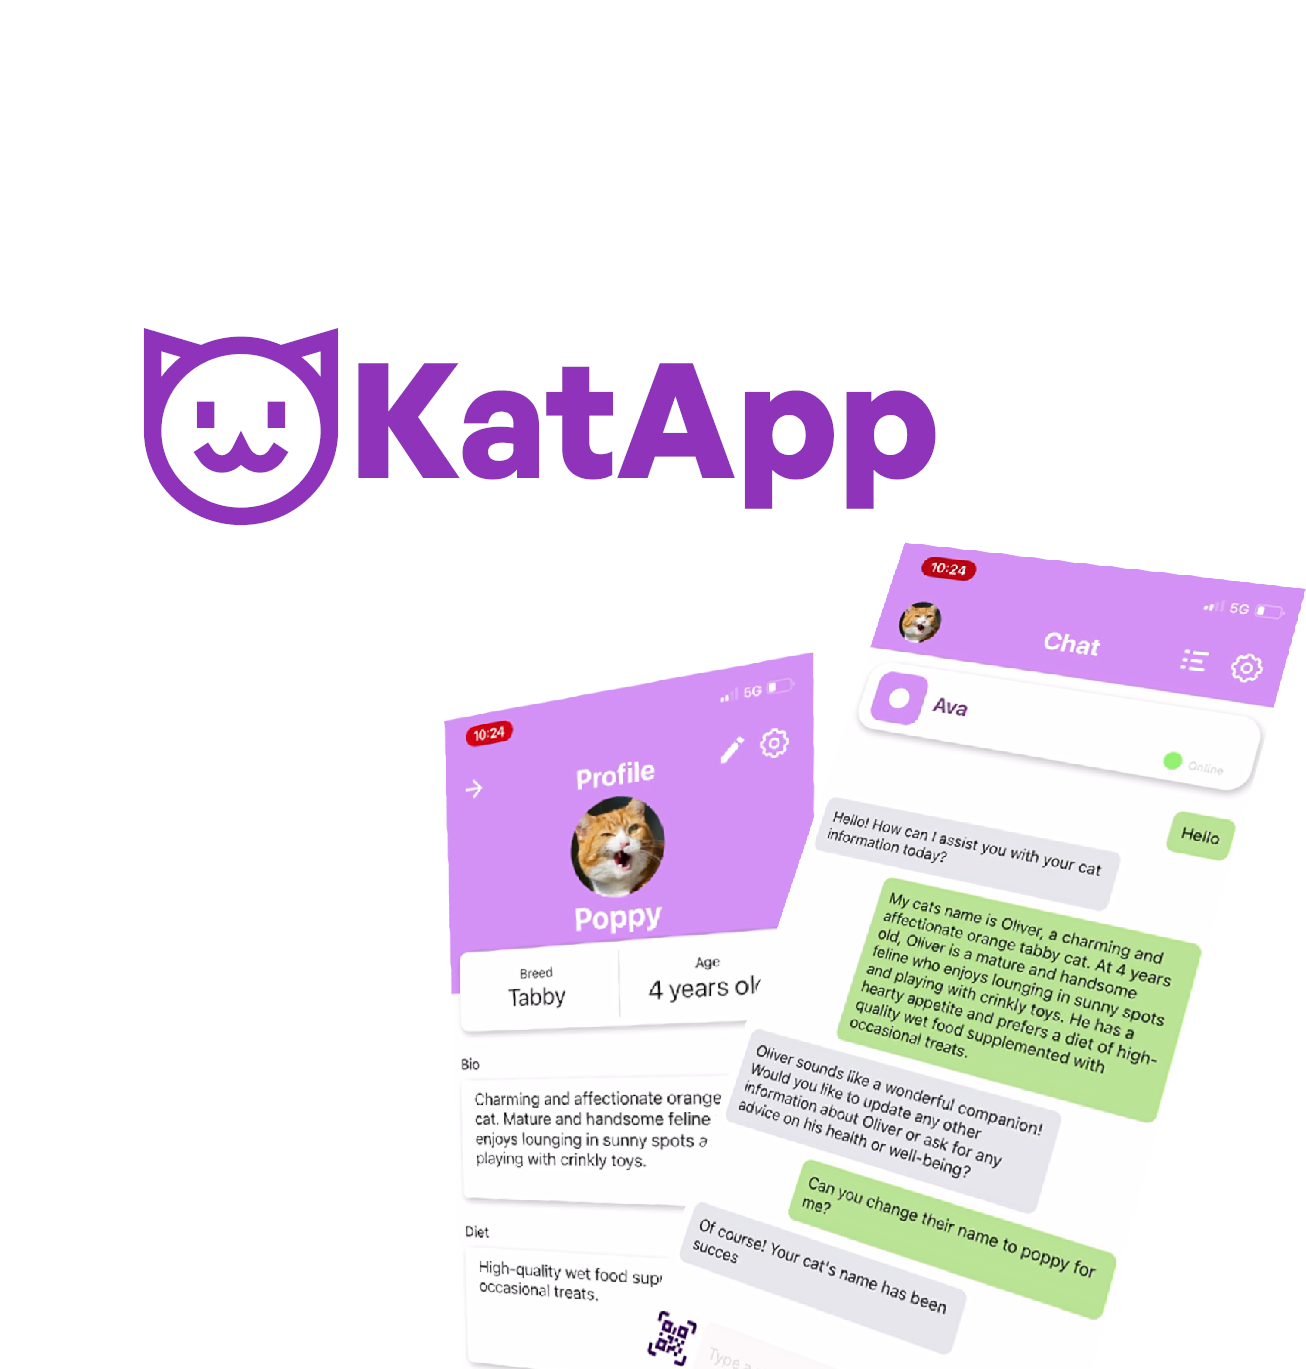 KatApp
10:24
5G
Profile
Poppy
Breed
Tabby
Age
4 years
Bio
Charming and affectionate orange
cat. Mature and handsome feline
enjoys lounging in sunny spots
playing with crinkly toys.
Diet
High-quality wet food
occasional treats.
10:24
5G
Chat
Ava
Online
Hello
Hello! How can I assist you with your cat
information today?
My cats name is Oliver, a charming and
affectionate orange tabby cat. At 4 years
old, Oliver is a mature and handsome
feline who enjoys lounging in sunny spots
and playing with crinkly toys. He has a
hearty appetite and prefers a diet of high-
quality wet food supplemented with
occasional treats.
Oliver sounds like a wonderful companion!
Would you like to update any other
information about Oliver or ask for any
advice on his health or well-being?
Can you change their name to poppy for
me?
Of course! Your cat's name has been
succes
Type a